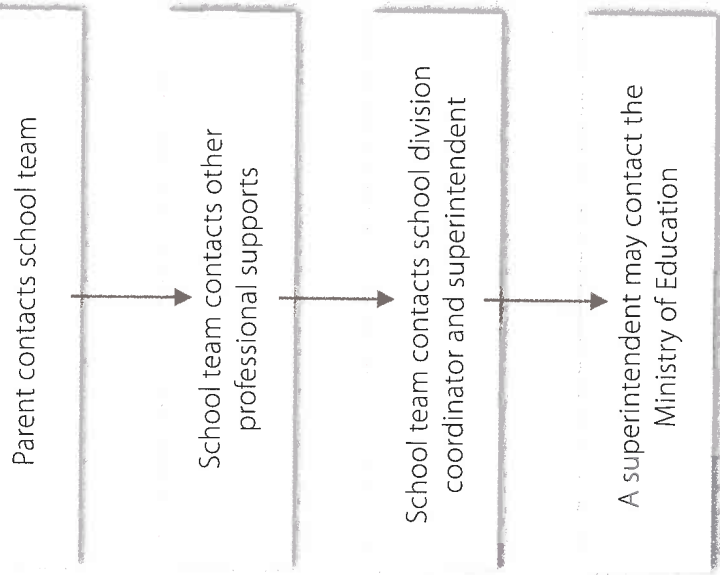 Parent contacts school team
School team contacts other
professional supports
School team contacts school division
coordinator and superintendent
A superintendent may contact the
Ministry of Education